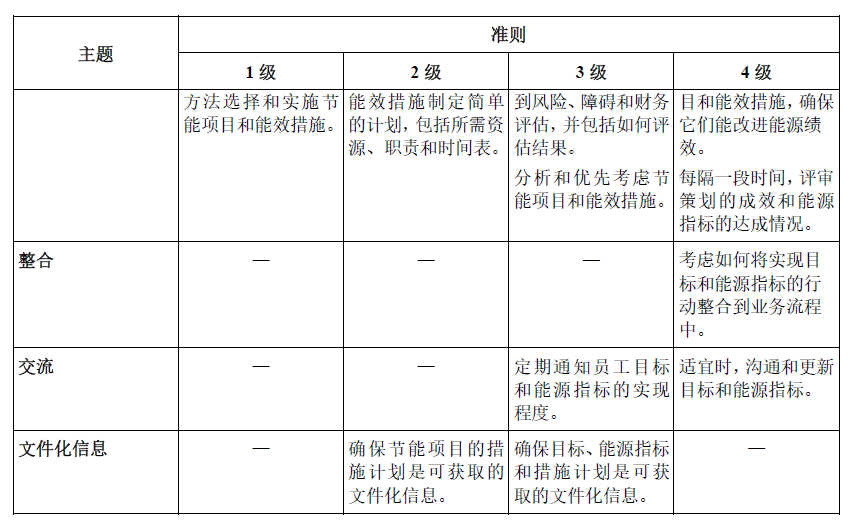 主题
准则
1 级
2 级
3 级
4 级
方法选择和实施节
能项目和能效措施。
能效措施制定简单
的计划，包括所需资
源、职责和时间表。
到风险、障碍和财务
评估，并包括如何评
估结果。
分析和优先考虑节
能项目和能效措施。
目和能效措施，确保
它们能改进能源绩
效。
每隔一段时间，评审
策划的成效和能源
指标的达成情况。
整合
—
—
—
考虑如何将实现目
标和能源指标的行
动整合到业务流程
中。
交流
—
—
定期通知员工目标
和能源指标的实现
程度。
适宜时，沟通和更新
目标和能源指标。
文件化信息
—
确保节能项目的措
施计划是可获取的
文件化信息。
确保目标、能源指标
和措施计划是可获
取的文件化信息。
—